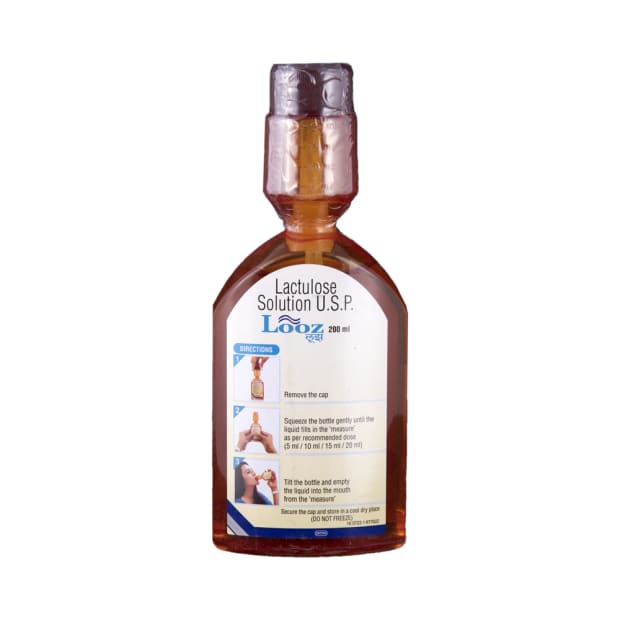 Lactulose
Solution U.S.P.
Looz 200 ml
लूज़
DIRECTIONS
1
Remove the cap
2
Squeeze the bottle gently until the
liquid fills in the 'measure'
as per recommended dose
(5 ml / 10 ml / 15 ml / 20 ml)
3
Tilt the bottle and empty
the liquid into the mouth
from the 'measure'
Secure the cap and store in a cool dry place
(DO NOT FREEZE)